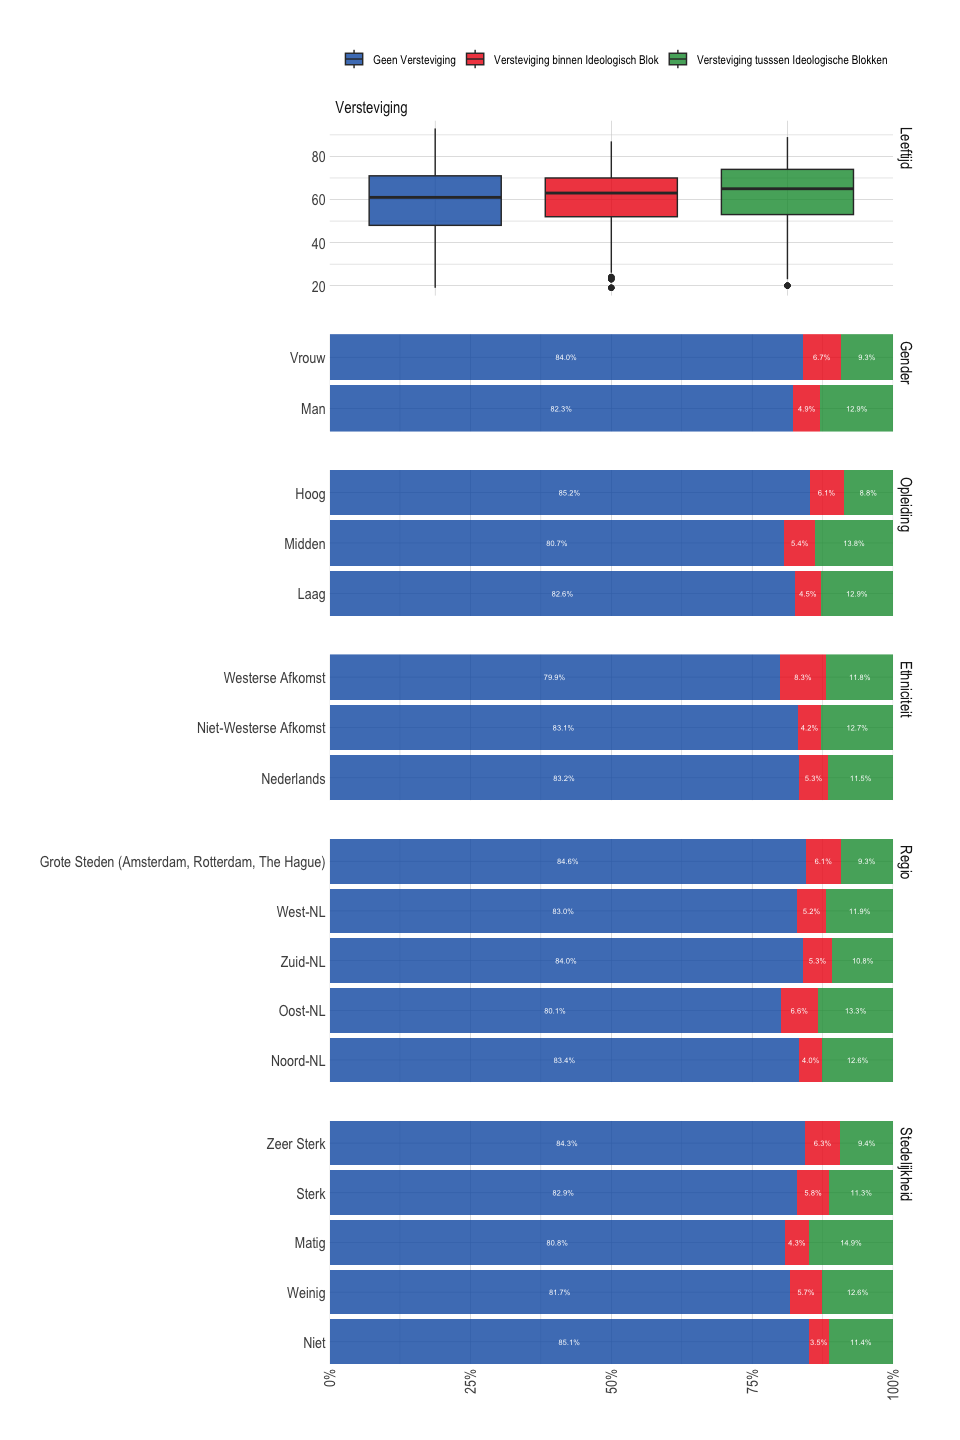 Geen Versteviging Versteviging binnen Ideologisch Blok Versteviging tusssen Ideologische Blokken
Versteviging
Leeftijd
80
60
40
20
Gender
Vrouw 84.0% 6.7% 9.3%
Man 82.3% 4.9% 12.9%
Opleiding
Hoog 85.2% 6.1% 8.8%
Midden 80.7% 5.4% 13.8%
Laag 82.6% 4.5% 12.9%
Ethniciteit
Westerse Afkomst 79.9% 8.3% 11.8%
Niet-Westerse Afkomst 83.1% 4.2% 12.7%
Nederlands 83.2% 5.3% 11.5%
Regio
Grote Steden (Amsterdam, Rotterdam, The Hague) 84.6% 6.1% 9.3%
West-NL 83.0% 5.2% 11.9%
Zuid-NL 84.0% 5.3% 10.8%
Oost-NL 80.1% 6.6% 13.3%
Noord-NL 83.4% 4.0% 12.6%
Stedelijkheid
Zeer Sterk 84.3% 6.3% 9.4%
Sterk 82.9% 5.8% 11.3%
Matig 80.8% 4.3% 14.9%
Weinig 81.7% 5.7% 12.6%
Niet 85.1% 3.5% 11.4%
0% 25% 50% 75% 100%